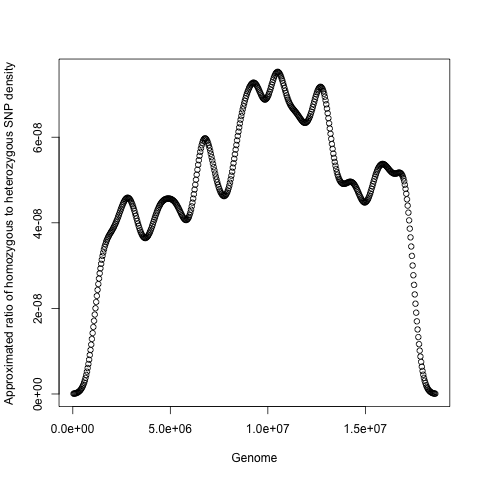 Approximated ratio of homozygous to heterozygous SNP density
6e-08
4e-08
2e-08
0e+00
0.0e+00 5.0e+06 1.0e+07 1.5e+07
Genome